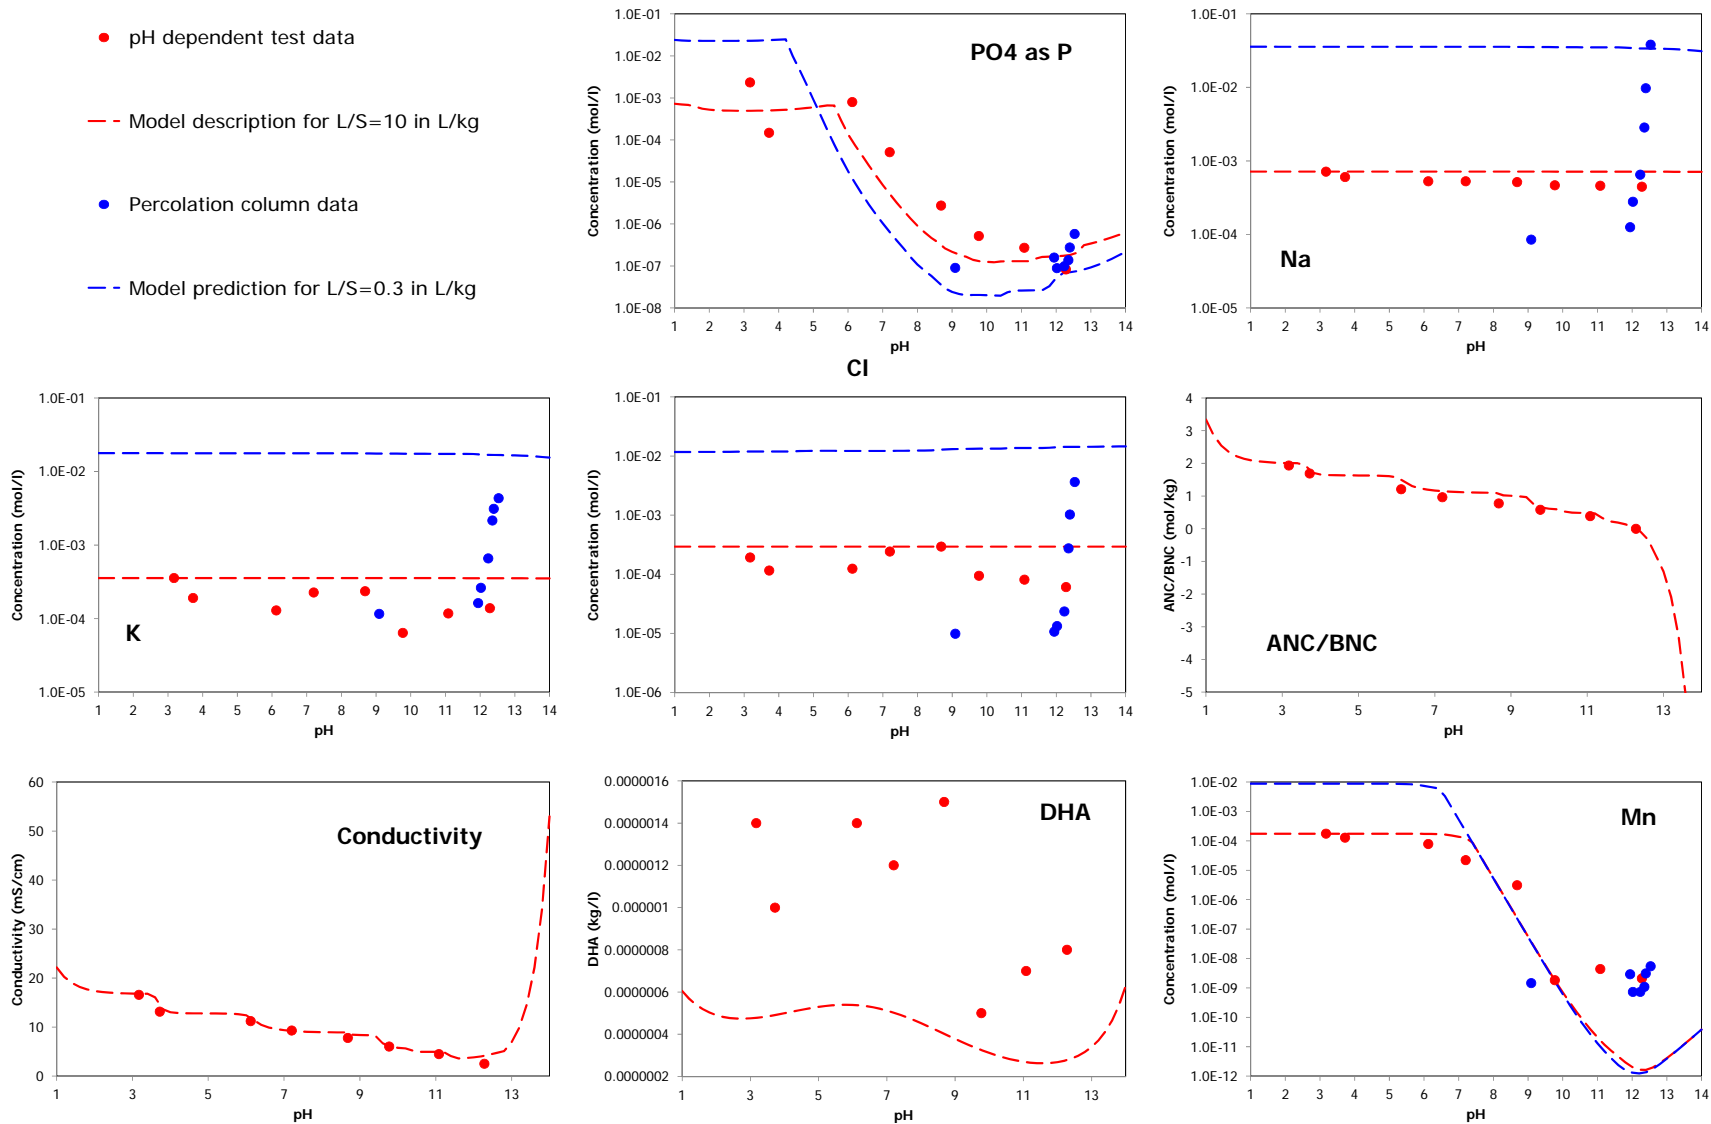 pH dependent test data
Model description for L/S=10 in L/kg
Percolation column data
Model prediction for L/S=0.3 in L/kg
PO4 as P
Concentration (mol/l)
1.0E-01
1.0E-02
1.0E-03
1.0E-04
1.0E-05
1.0E-06
1.0E-07
1.0E-08
1 2 3 4 5 6 7 8 9 10 11 12 13 14
pH
Na
Concentration (mol/l)
1.0E-01
1.0E-02
1.0E-03
1.0E-04
1.0E-05
1 2 3 4 5 6 7 8 9 10 11 12 13 14
pH
K
Concentration (mol/l)
1.0E-01
1.0E-02
1.0E-03
1.0E-04
1.0E-05
1 2 3 4 5 6 7 8 9 10 11 12 13 14
pH
Cl
Concentration (mol/l)
1.0E-01
1.0E-02
1.0E-03
1.0E-04
1.0E-05
1.0E-06
1 2 3 4 5 6 7 8 9 10 11 12 13 14
pH
ANC/BNC
ANC/BNC (mol/kg)
4
3
2
1
0
-1
-2
-3
-4
-5
1 3 5 7 9 11 13
pH
Conductivity
Conductivity (mS/cm)
60
50
40
30
20
10
0
1 3 5 7 9 11 13
pH
DHA
DHA (kg/l)
0.0000016
0.0000014
0.0000012
0.000001
0.0000008
0.0000006
0.0000004
0.0000002
1 3 5 7 9 11 13
pH
Mn
Concentration (mol/l)
1.0E-02
1.0E-03
1.0E-04
1.0E-05
1.0E-06
1.0E-07
1.0E-08
1.0E-09
1.0E-10
1.0E-11
1.0E-12
1 2 3 4 5 6 7 8 9 10 11 12 13 14
pH